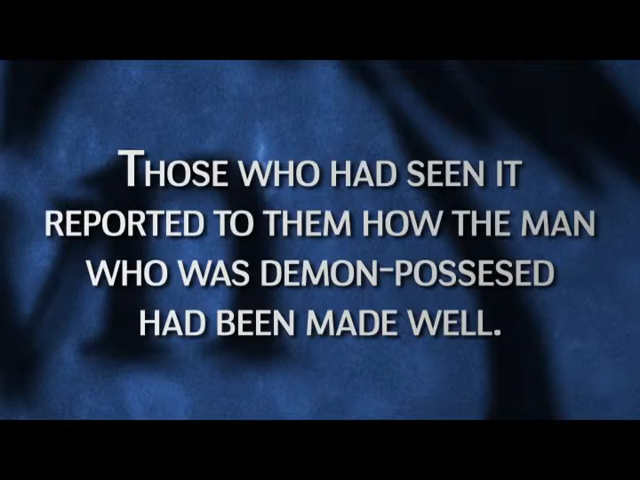 THOSE WHO HAD SEEN IT
REPORTED TO THEM HOW THE MAN
WHO WAS DEMON-POSSESED
HAD BEEN MADE WELL.